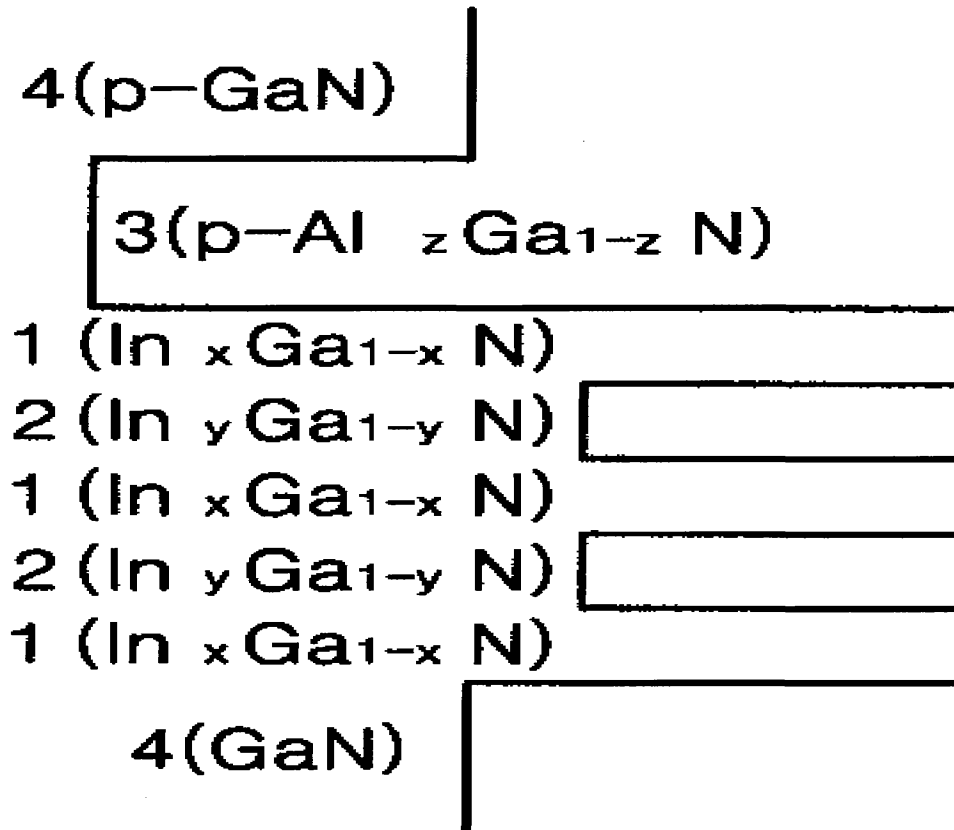 4(p-GaN)
3(p-Al zGa1-z N)
1 (In xGa1-x N)
2 (In yGa1-y N)
1 (In xGa1-x N)
2 (In yGa1-y N)
1 (In xGa1-x N)
4(GaN)